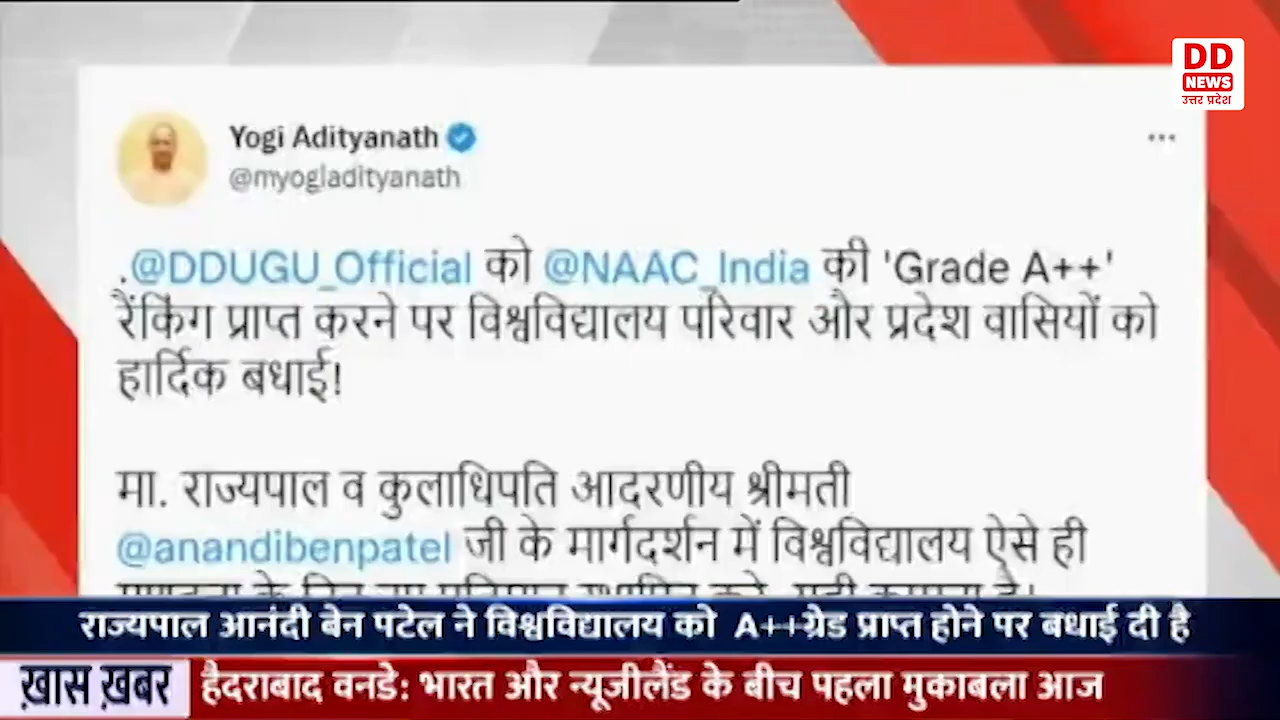 DD
NEWS
उत्तर प्रदेश
Yogi Adityanath
@myogiadityanath
.@DDUGU_Official को @NAAC_India की 'Grade A++'
रैंकिंग प्राप्त करने पर विश्वविद्यालय परिवार और प्रदेश वासियों को
हार्दिक बधाई!
मा. राज्यपाल व कुलाधिपति आदरणीय श्रीमती
@anandibenpatel जी के मार्गदर्शन में विश्वविद्यालय ऐसे ही
राज्यपाल आनंदी बेन पटेल ने विश्वविद्यालय को A++ग्रेड प्राप्त होने पर बधाई दी है
ख़ास ख़बर
हैदराबाद वनडे: भारत और न्यूजीलैंड के बीच पहला मुकाबला आज